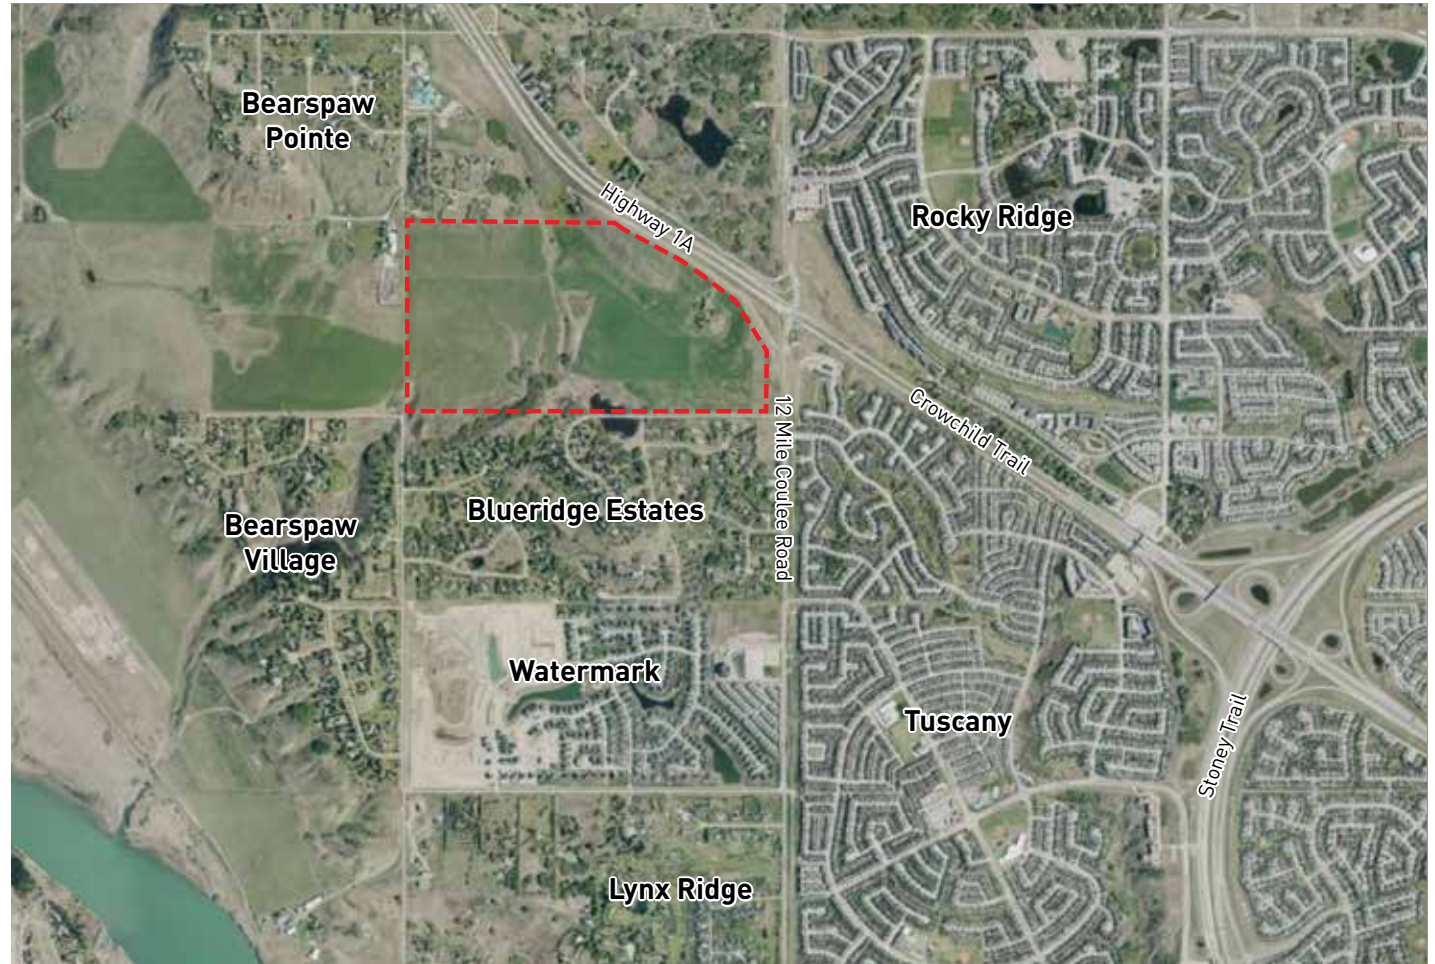 Bearspaw
Pointe
Highway 1A
Rocky Ridge
Crowchild Trail
12 Mile Coulee Road
Blueridge Estates
Bearspaw
Village
Watermark
Tuscany
Stoney Trail
Lynx Ridge